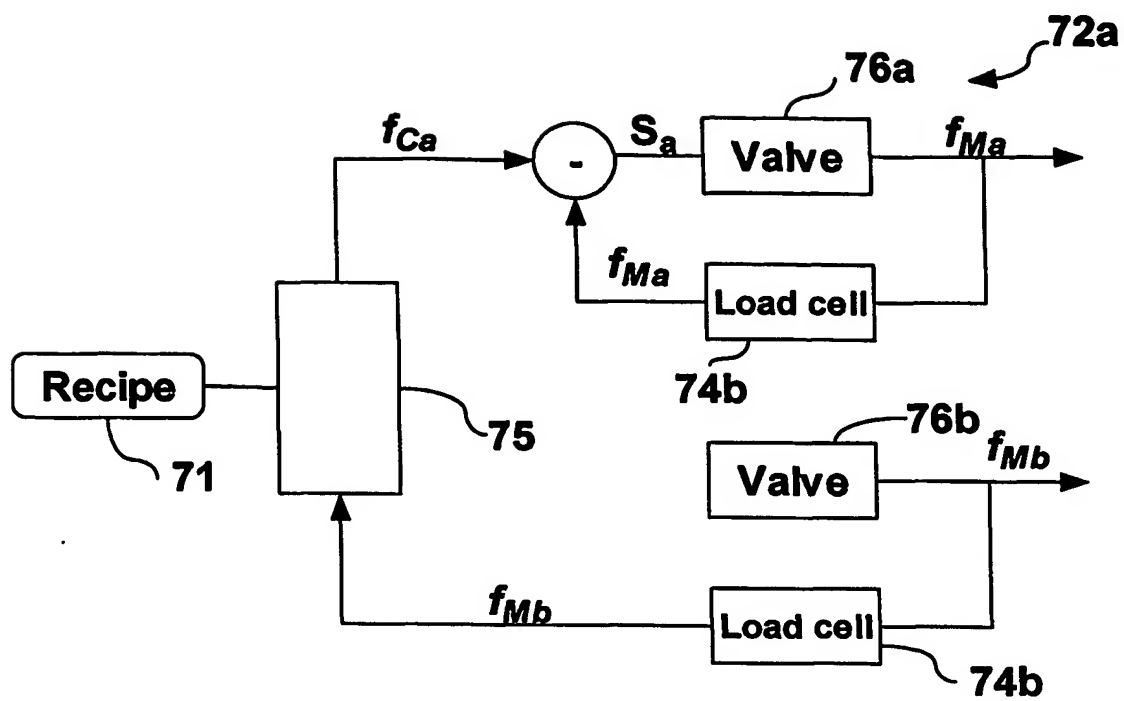 72a
76a
fCa
Sa
Valve
fMa
-
fMa
Load cell
74b
Recipe
75
71
76b
Valve
fMb
fMb
Load cell
74b